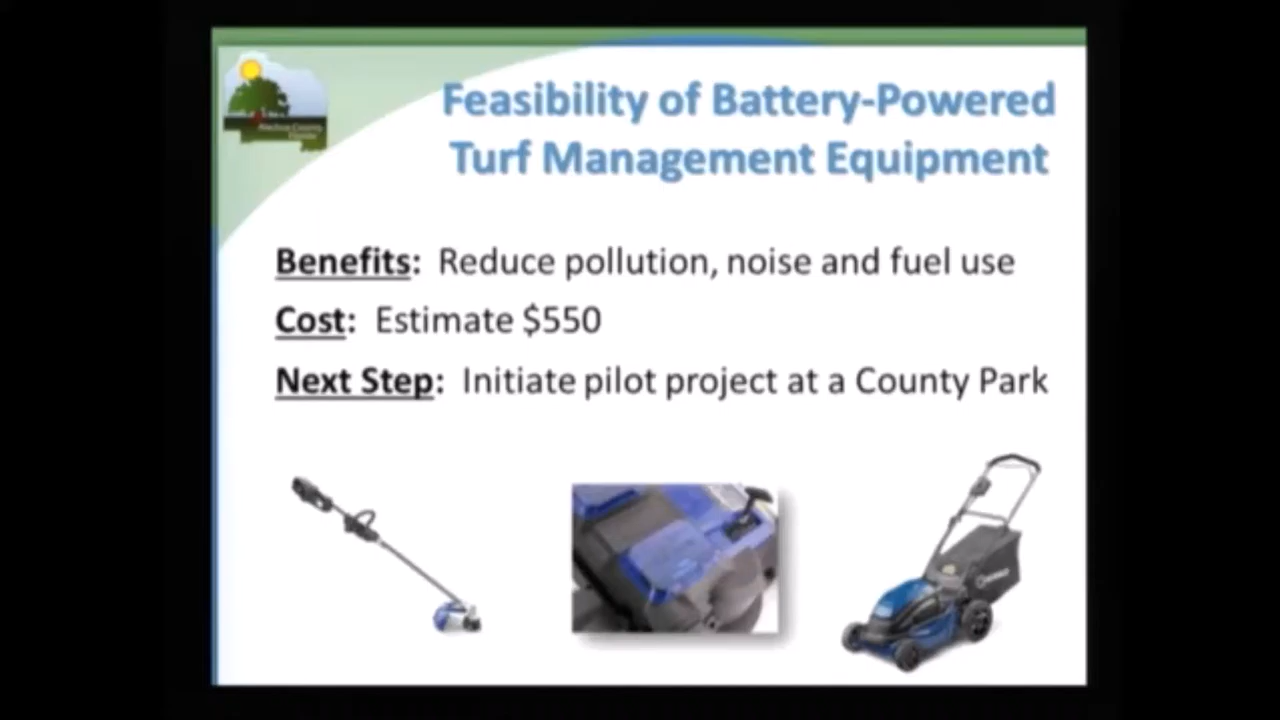 Feasibility of Battery-Powered
Turf Management Equipment
Benefits: Reduce pollution, noise and fuel use
Cost: Estimate $550
Next Step: Initiate pilot project at a County Park